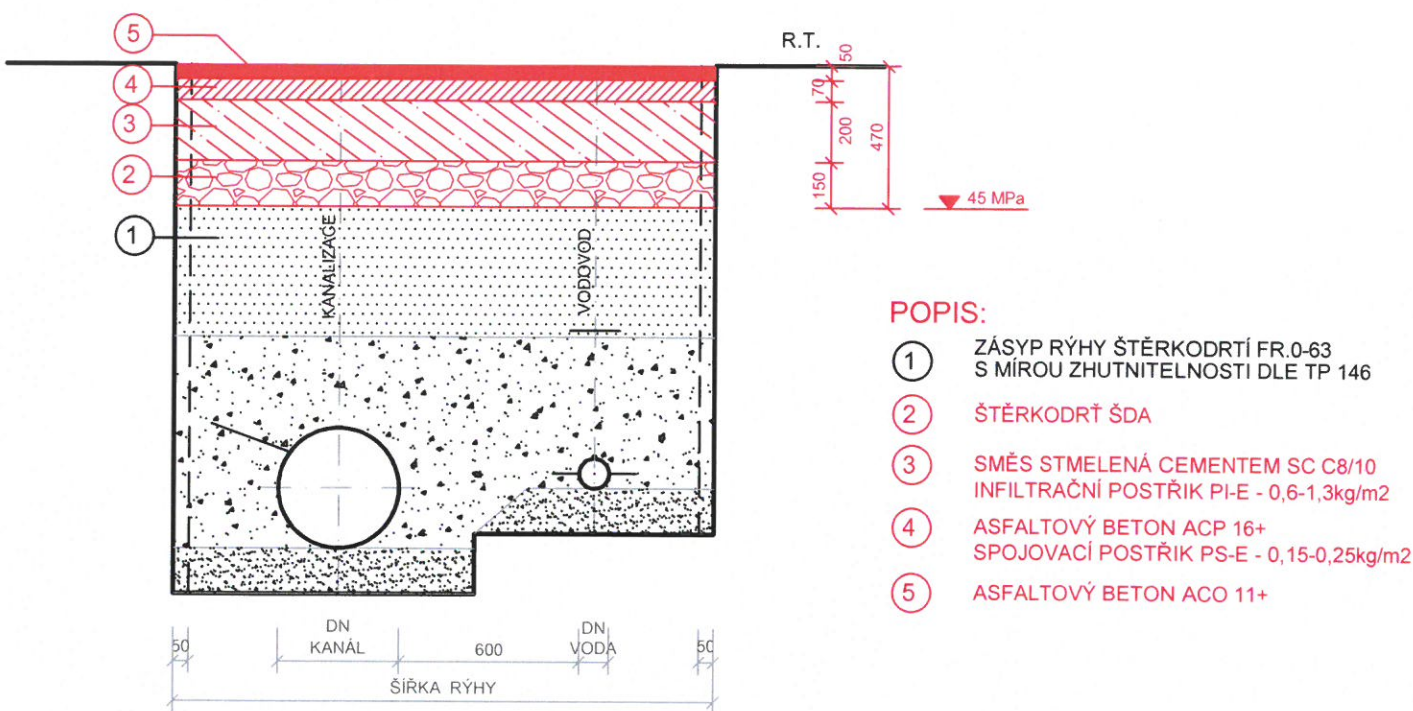 5
4
3
2
1
R.T.
50
70
200
150
470
45 MPa
KANALIZACE
VODOVOD
POPIS:
1
ZÁSYP RÝHY ŠTĚRKODRTÍ FR.0-63
S MÍROU ZHUTNITELNOSTI DLE TP 146
2
ŠTĚRKODRŤ ŠDA
3
SMĚS STMELENÁ CEMENTEM SC C8/10
INFILTRAČNÍ POSTŘIK PI-E - 0,6-1,3kg/m2
4
ASFALTOVÝ BETON ACP 16+
SPOJOVACÍ POSTŘIK PS-E - 0,15-0,25kg/m2
5
ASFALTOVÝ BETON ACO 11+
50
DN
KANÁL
600
DN
VODA
50
ŠÍŘKA RÝHY